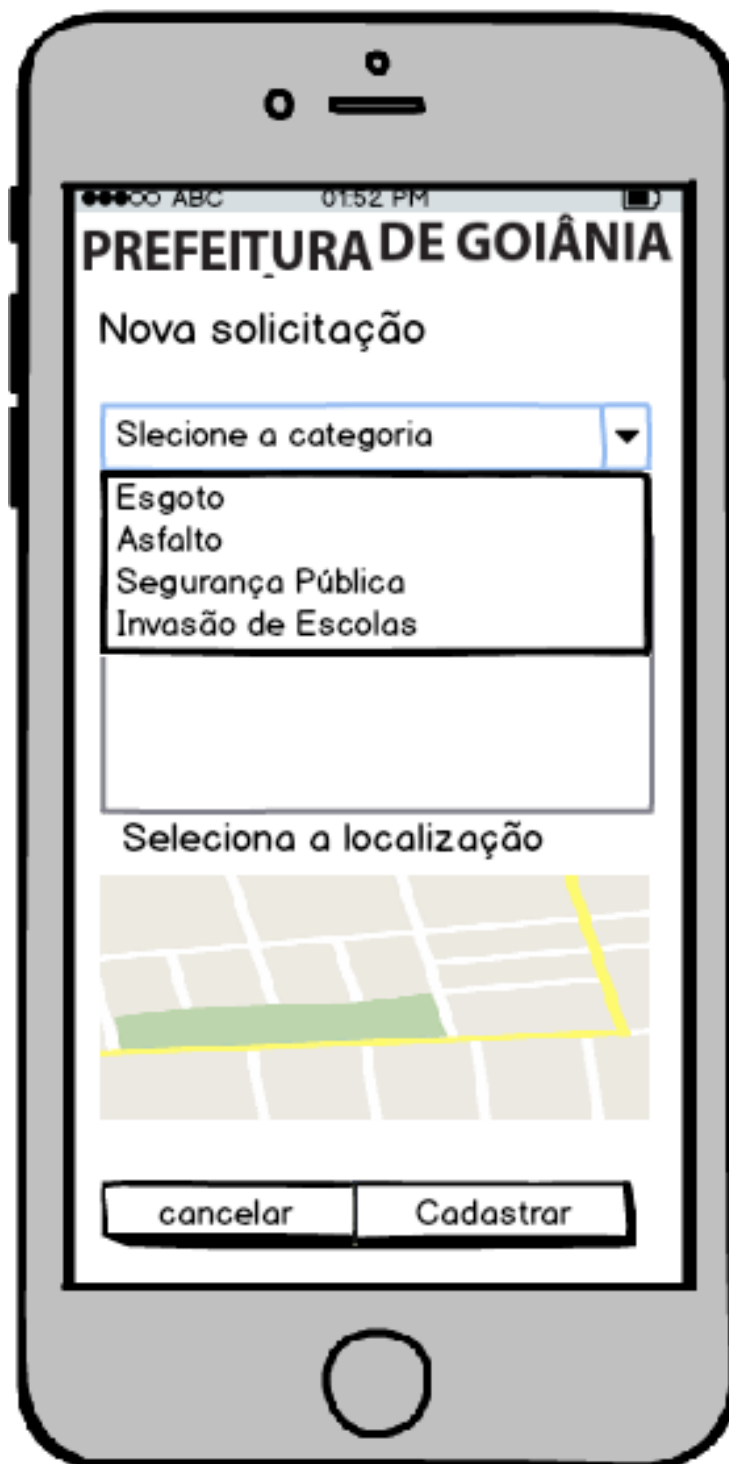 ABC 01:52 PM
PREFEITURA DE GOIÂNIA
Nova solicitação
Slecione a categoria
Esgoto
Asfalto
Segurança Pública
Invasão de Escolas
Seleciona a localização
cancelar Cadastrar